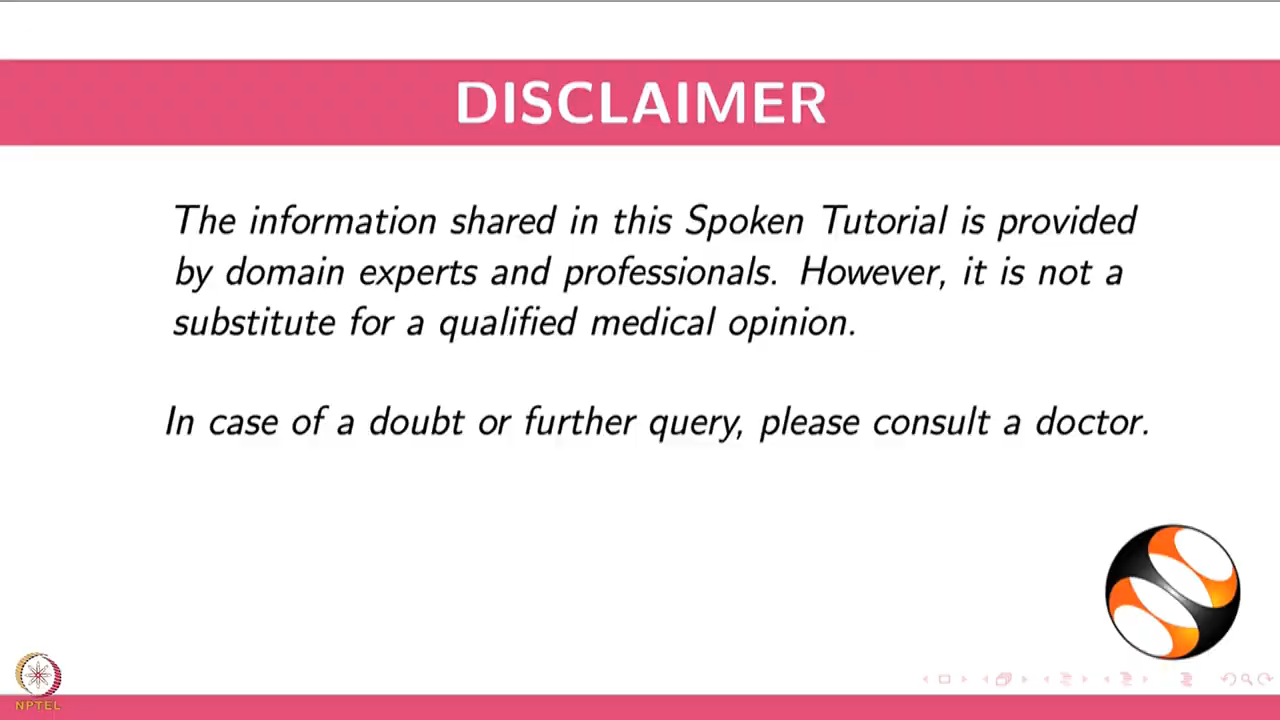 DISCLAIMER
The information shared in this Spoken Tutorial is provided
by domain experts and professionals. However, it is not a
substitute for a qualified medical opinion.
In case of a doubt or further query, please consult a doctor.
NPTEL